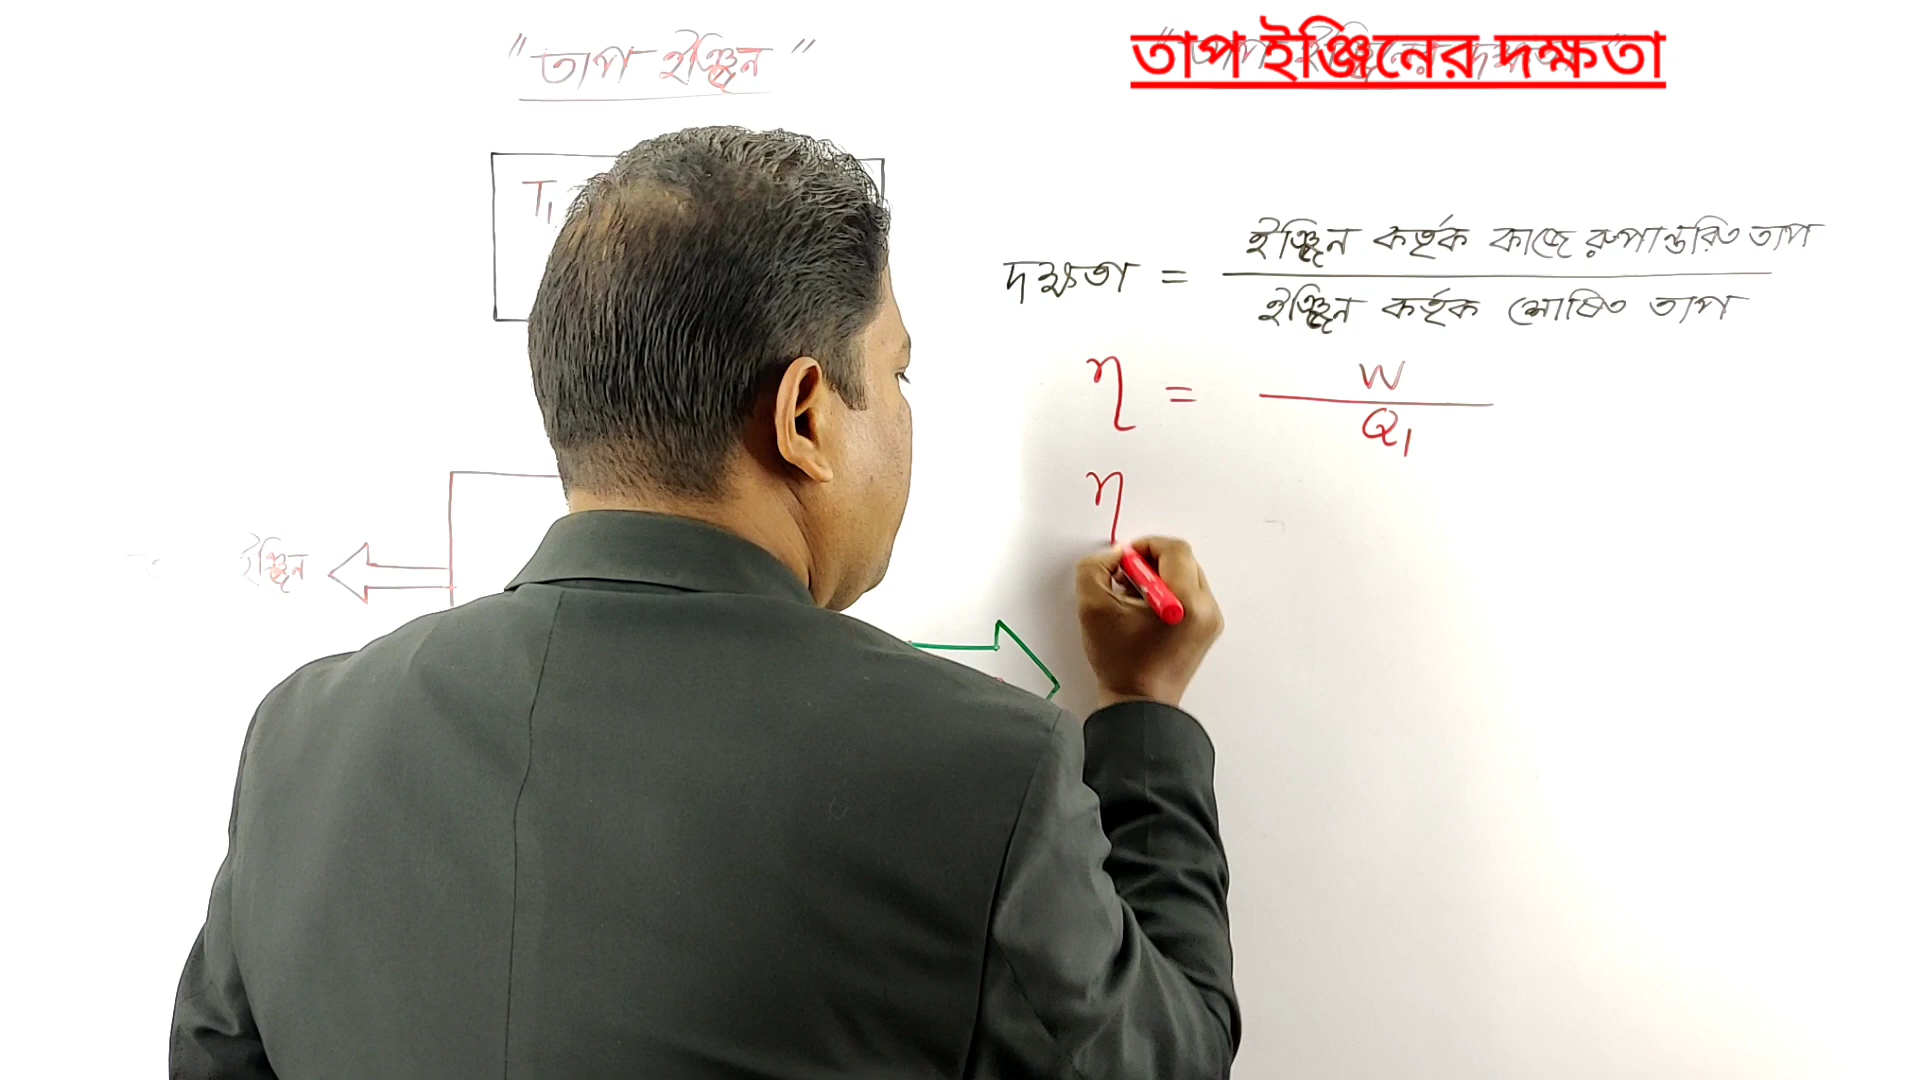 "তাপ ইঞ্জিন"
তাপ ইঞ্জিনের দক্ষতা
T₁
দক্ষতা = ইঞ্জিন কর্তৃক কাজে রুপান্তরিত তাপ
ইঞ্জিন কর্তৃক শোষিত তাপ
η = W
Q₁
η
ইঞ্জিন